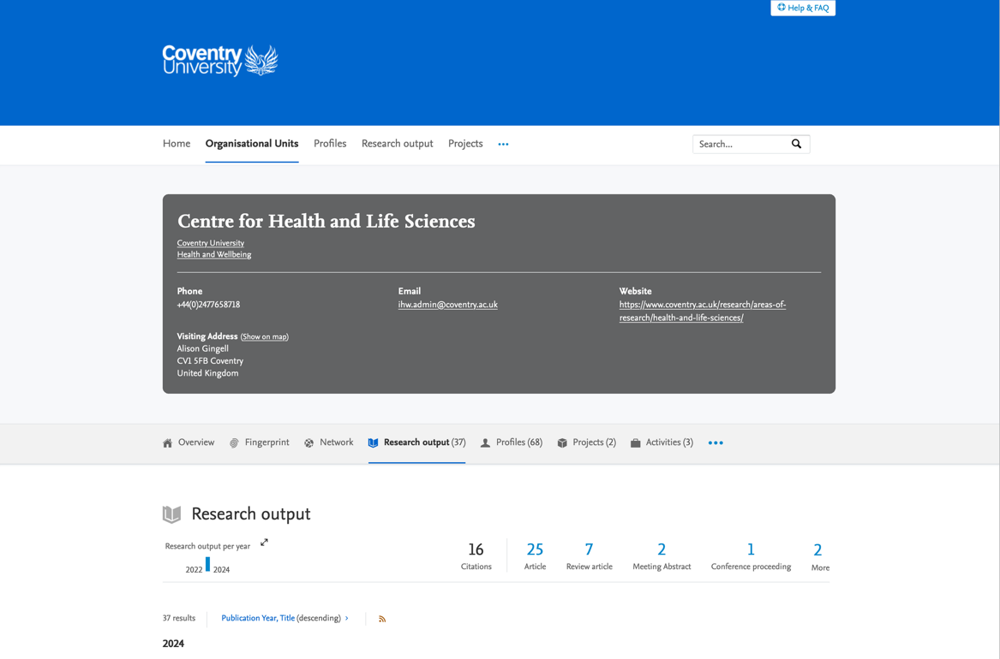 Help & FAQ
Coventry
University
Home Organisational Units Profiles Research output Projects ... Search...
Centre for Health and Life Sciences
Coventry University
Health and Wellbeing
Phone Email Website
+44(0)2477658718 ihw.admin@coventry.ac.uk https://www.coventry.ac.uk/research/areas-of-
research/health-and-life-sciences/
Visiting Address (Show on map)
Alison Gingell
CV1 5FB Coventry
United Kingdom
Overview Fingerprint Network Research output (37) Profiles (68) Projects (2) Activities (3) ...
Research output
Research output per year
2022 2024
16 25 7 2 1 2
Citations Article Review article Meeting Abstract Conference proceeding More
37 results Publication Year, Title (descending) ›
2024